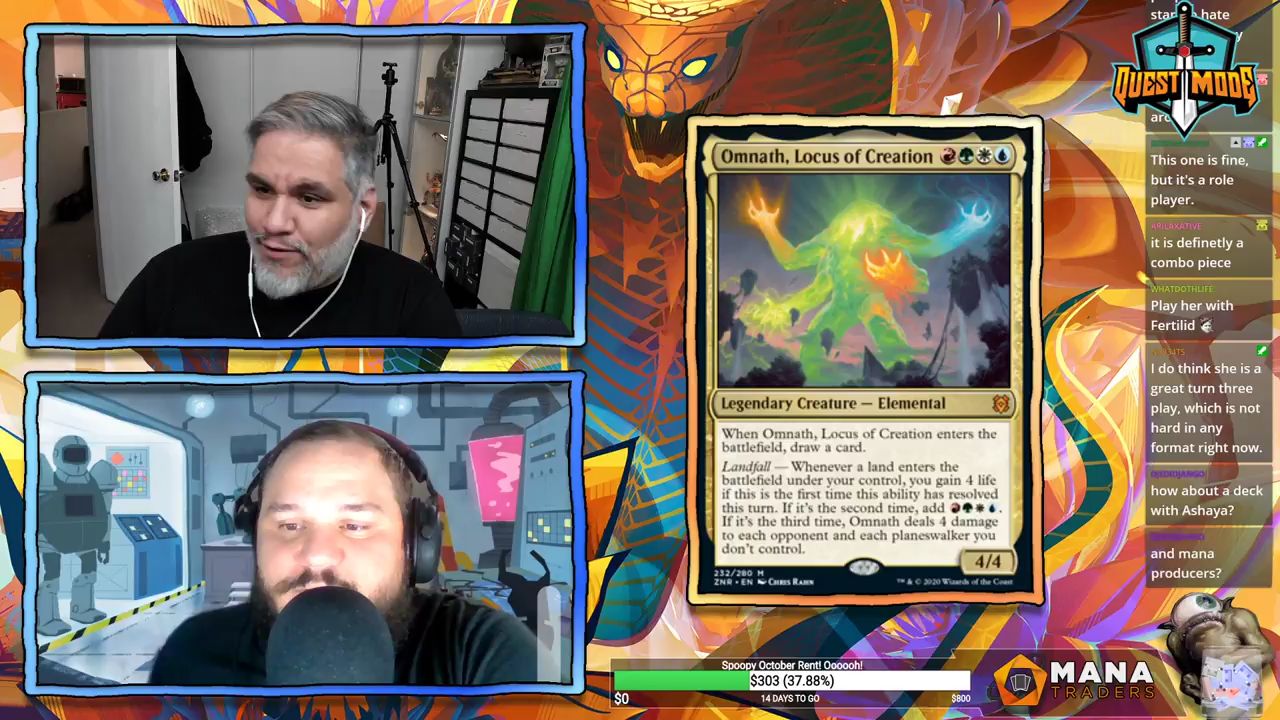 Omnath, Locus of Creation
Legendary Creature — Elemental
When Omnath, Locus of Creation enters the
battlefield, draw a card.
Landfall — Whenever a land enters the
battlefield under your control, you gain 4 life
if this is the first time this ability has resolved
this turn. If it's the second time, add
If it's the third time, Omnath deals 4 damage
to each opponent and each planeswalker you
don't control.
4/4
232/280 M
ZNR • EN Chris Rahn
™ & © 2020 Wizards of the Coast
hate
QUEST MODE
This one is fine,
but it's a role
player.
ARILAXATIVE
it is definetly a
combo piece
WHATDOTHLIFE
Play her with
Fertilid
I do think she is a
great turn three
play, which is not
hard in any
format right now.
how about a deck
with Ashaya?
and mana
producers?
Spoopy October Rent! Oooooh!
$303 (37.88%)
$0
14 DAYS TO GO
$800
MANA
TRADERS